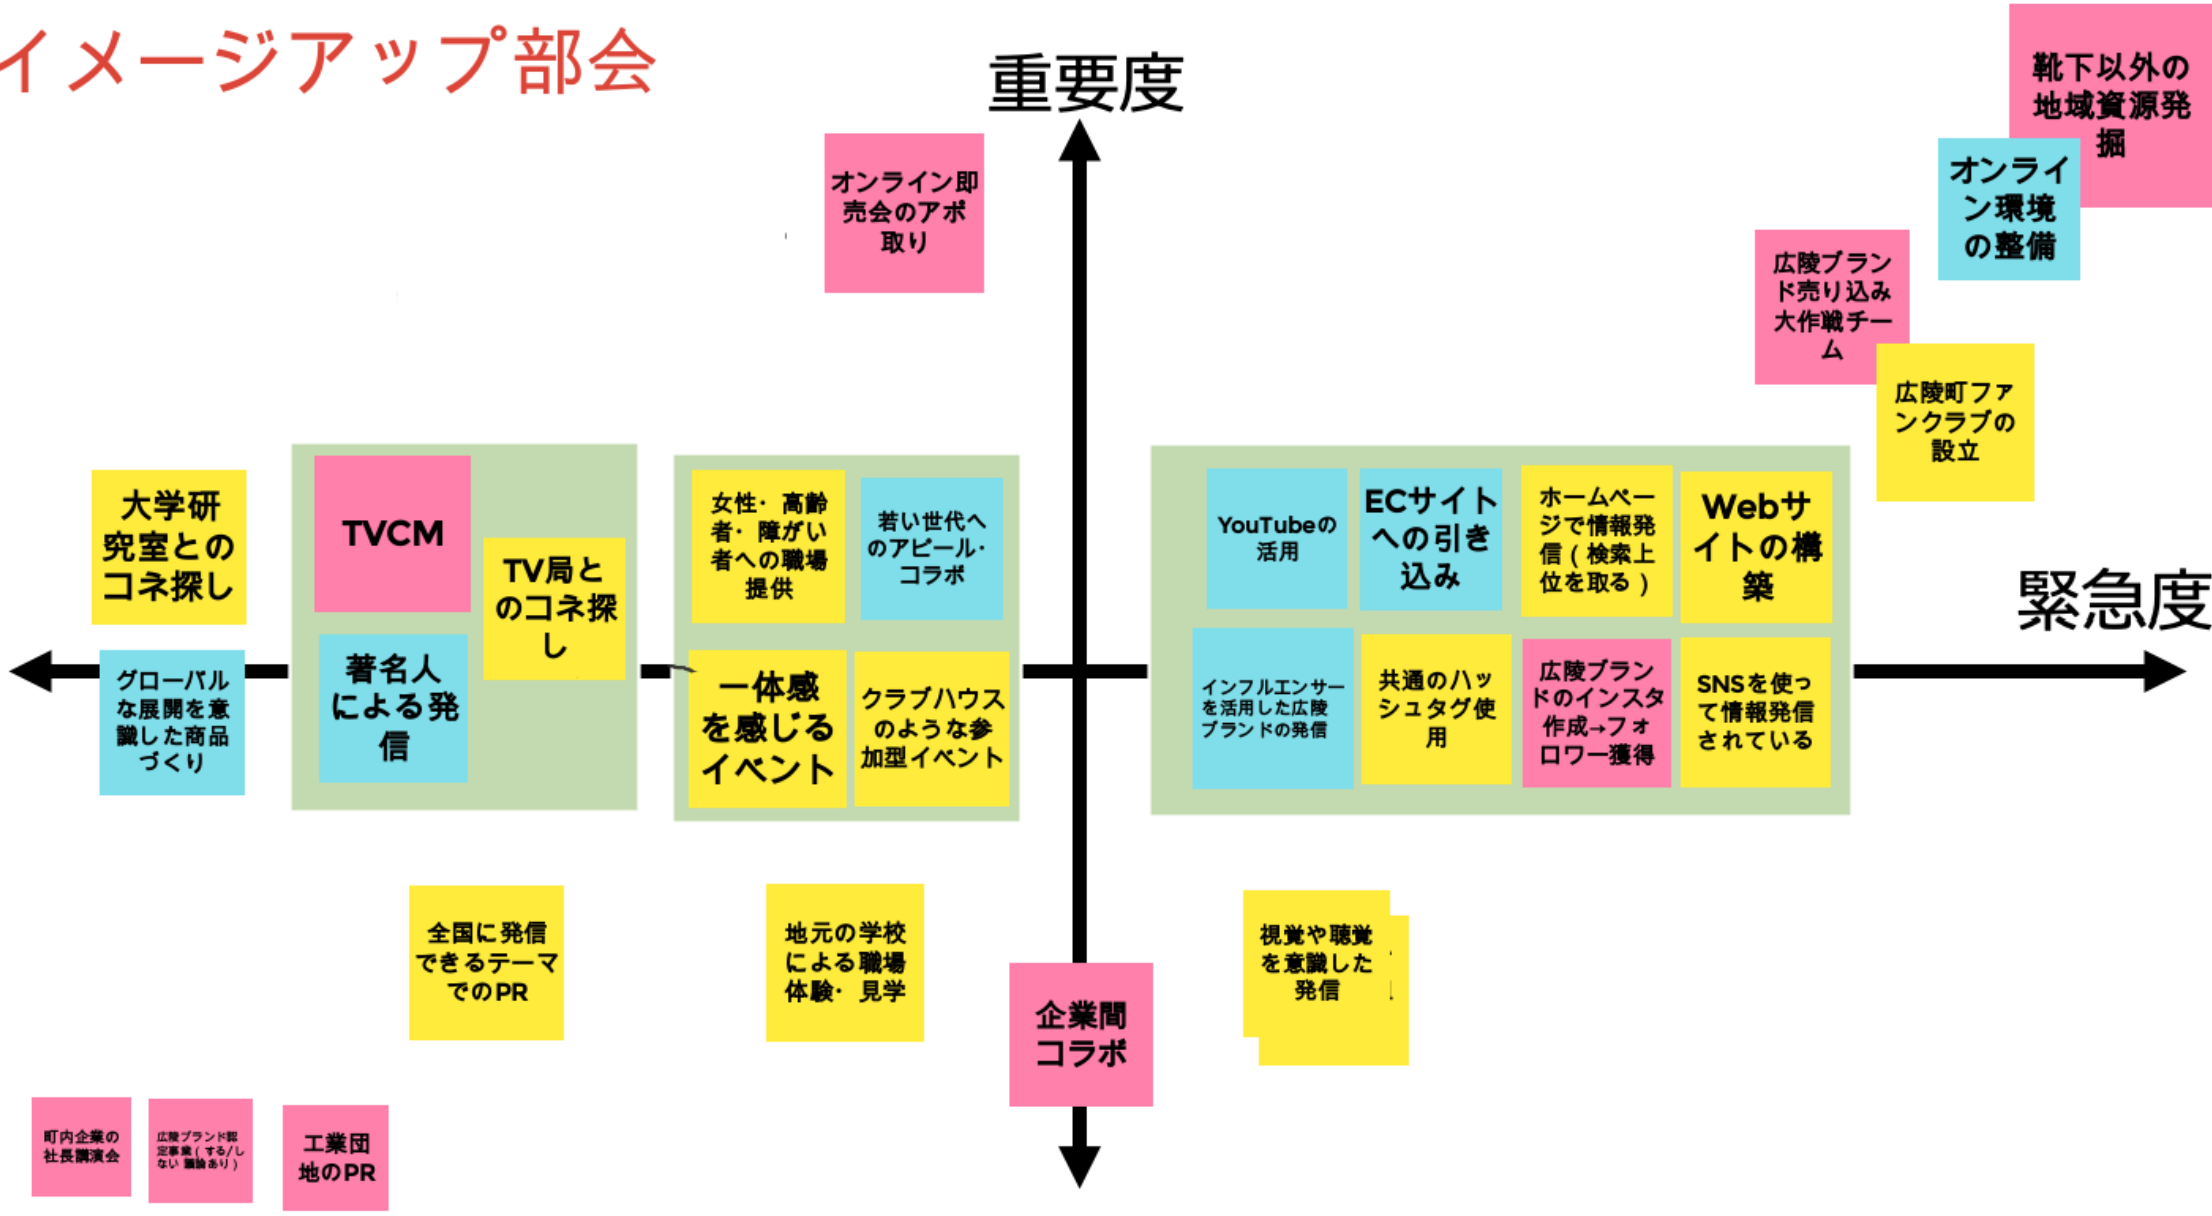 イメージアップ部会
重要度
靴下以外の
地域資源発
掘
オンライ
ン環境
の整備
オンライン即
売会のアポ
取り
広陵ブラン
ド売り込み
大作戦チー
ム
広陵町ファ
ンクラブの
設立
大学研
究室との
コネ探し
TVCM
TV局と
のコネ探
し
女性・高齢
者・障がい
者への職場
提供
若い世代へ
のアピール・
コラボ
YouTubeの
活用
ECサイト
への引き
込み
ホームペー
ジで情報発
信(検索上
位を取る)
Webサ
イトの構
築
緊急度
グローバル
な展開を意
識した商品
づくり
著名人
による発
信
一体感
を感じる
イベント
クラブハウス
のような参
加型イベント
インフルエンサー
を活用した広陵
ブランドの発信
共通のハッ
シュタグ使
用
広陵ブラン
ドのインスタ
作成→フォ
ロワー獲得
SNSを使っ
て情報発信
されている
全国に発信
できるテーマ
でのPR
地元の学校
による職場
体験・見学
視覚や聴覚
を意識した
発信
企業間
コラボ
町内企業の
社長講演会
広陵ブランド認
定事業(する/し
ない 議論あり)
工業団
地のPR